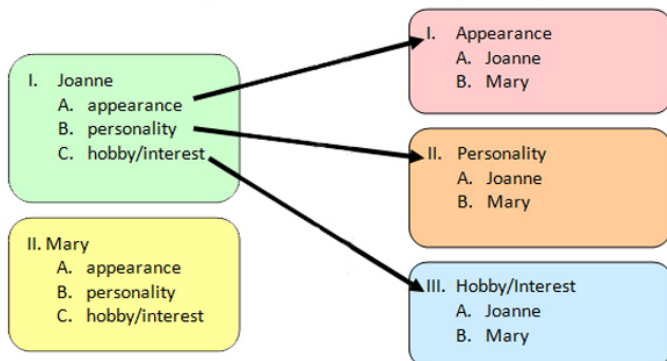 I. Joanne
A. appearance
B. personality
C. hobby/interest
II. Mary
A. appearance
B. personality
C. hobby/interest
I. Appearance
A. Joanne
B. Mary
II. Personality
A. Joanne
B. Mary
III. Hobby/Interest
A. Joanne
B. Mary